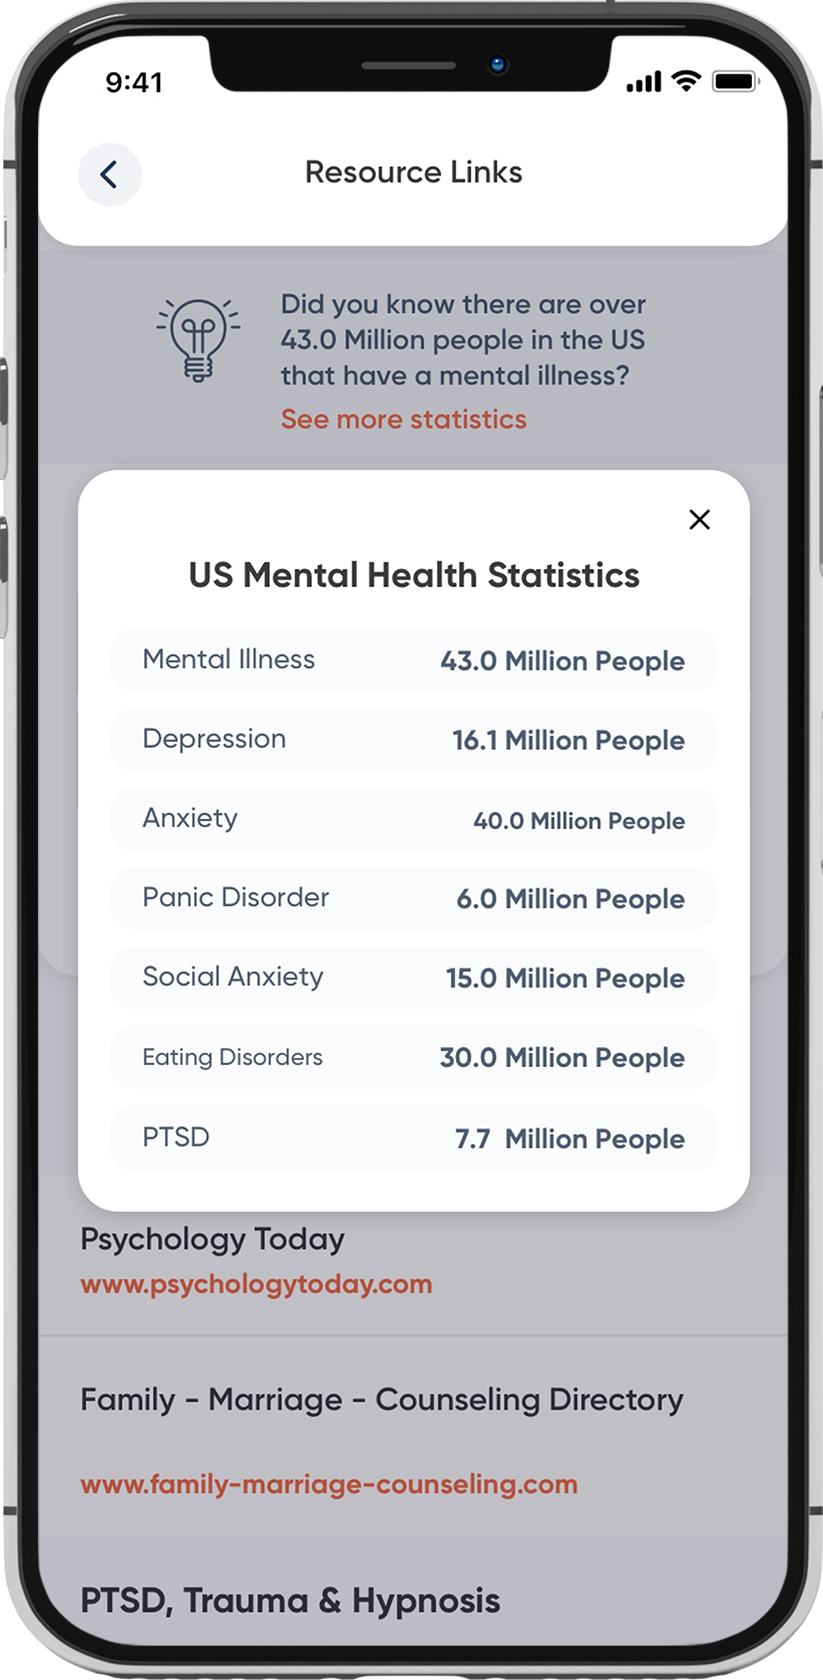 9:41
Resource Links
Did you know there are over
43.0 Million people in the US
that have a mental illness?
See more statistics
US Mental Health Statistics
Mental Illness 43.0 Million People
Depression 16.1 Million People
Anxiety 40.0 Million People
Panic Disorder 6.0 Million People
Social Anxiety 15.0 Million People
Eating Disorders 30.0 Million People
PTSD 7.7 Million People
Psychology Today
www.psychologytoday.com
Family - Marriage - Counseling Directory
www.family-marriage-counseling.com
PTSD, Trauma & Hypnosis